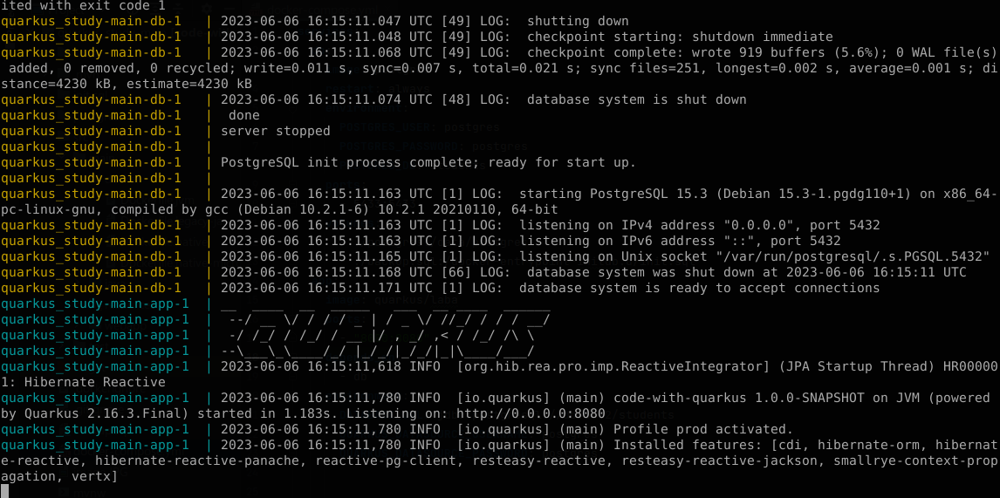 ited with exit code 1
quarkus_study-main-db-1   | 2023-06-06 16:15:11.047 UTC [49] LOG:  shutting down
quarkus_study-main-db-1   | 2023-06-06 16:15:11.048 UTC [49] LOG:  checkpoint starting: shutdown immediate
quarkus_study-main-db-1   | 2023-06-06 16:15:11.068 UTC [49] LOG:  checkpoint complete: wrote 919 buffers (5.6%); 0 WAL file(s)
 added, 0 removed, 0 recycled; write=0.011 s, sync=0.007 s, total=0.021 s; sync files=251, longest=0.002 s, average=0.001 s; di
stance=4230 kB, estimate=4230 kB
quarkus_study-main-db-1   | 2023-06-06 16:15:11.074 UTC [48] LOG:  database system is shut down
quarkus_study-main-db-1   |  done
quarkus_study-main-db-1   | server stopped
quarkus_study-main-db-1   |
quarkus_study-main-db-1   | PostgreSQL init process complete; ready for start up.
quarkus_study-main-db-1   |
quarkus_study-main-db-1   | 2023-06-06 16:15:11.163 UTC [1] LOG:  starting PostgreSQL 15.3 (Debian 15.3-1.pgdg110+1) on x86_64-
pc-linux-gnu, compiled by gcc (Debian 10.2.1-6) 10.2.1 20210110, 64-bit
quarkus_study-main-db-1   | 2023-06-06 16:15:11.163 UTC [1] LOG:  listening on IPv4 address "0.0.0.0", port 5432
quarkus_study-main-db-1   | 2023-06-06 16:15:11.163 UTC [1] LOG:  listening on IPv6 address "::", port 5432
quarkus_study-main-db-1   | 2023-06-06 16:15:11.165 UTC [1] LOG:  listening on Unix socket "/var/run/postgresql/.s.PGSQL.5432"
quarkus_study-main-db-1   | 2023-06-06 16:15:11.168 UTC [66] LOG:  database system was shut down at 2023-06-06 16:15:11 UTC
quarkus_study-main-db-1   | 2023-06-06 16:15:11.171 UTC [1] LOG:  database system is ready to accept connections
quarkus_study-main-app-1  | __  ____  __  _____   ___  __ ____  ______
quarkus_study-main-app-1  |  --/ __ \/ / / / _ | / _ \/ //_/ / / / __/
quarkus_study-main-app-1  |  -/ /_/ / /_/ / __ |/ , _/ ,< / /_/ /\ \
quarkus_study-main-app-1  | --\___\_\____/_/ |_/_/|_/_/|_|\____/___/
quarkus_study-main-app-1  | 2023-06-06 16:15:11,618 INFO  [org.hib.rea.pro.imp.ReactiveIntegrator] (JPA Startup Thread) HR00000
1: Hibernate Reactive
quarkus_study-main-app-1  | 2023-06-06 16:15:11,780 INFO  [io.quarkus] (main) code-with-quarkus 1.0.0-SNAPSHOT on JVM (powered
by Quarkus 2.16.3.Final) started in 1.183s. Listening on: http://0.0.0.0:8080
quarkus_study-main-app-1  | 2023-06-06 16:15:11,780 INFO  [io.quarkus] (main) Profile prod activated.
quarkus_study-main-app-1  | 2023-06-06 16:15:11,780 INFO  [io.quarkus] (main) Installed features: [cdi, hibernate-orm, hibernat
e-reactive, hibernate-reactive-panache, reactive-pg-client, resteasy-reactive, resteasy-reactive-jackson, smallrye-context-prop
agation, vertx]